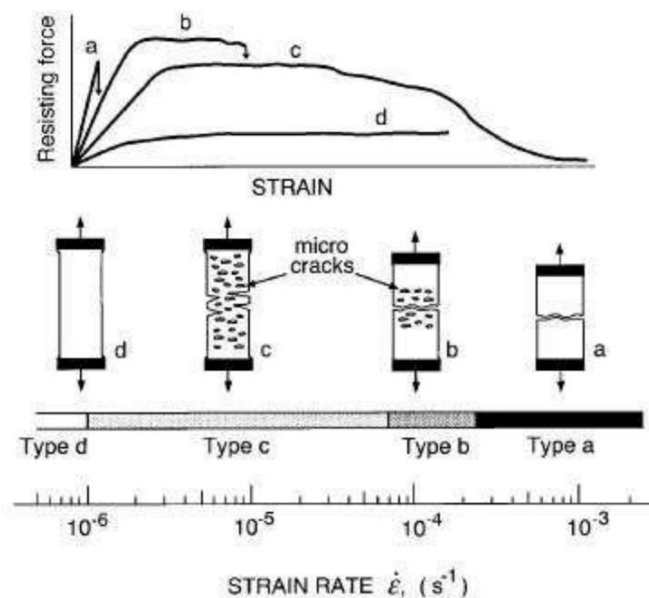 b
a
c
d
Resisting force
STRAIN
micro
cracks
d
c
b
a
Type d
Type c
Type b
Type a
10⁻⁶
10⁻⁵
10⁻⁴
10⁻³
STRAIN RATE ε̇, (s⁻¹)